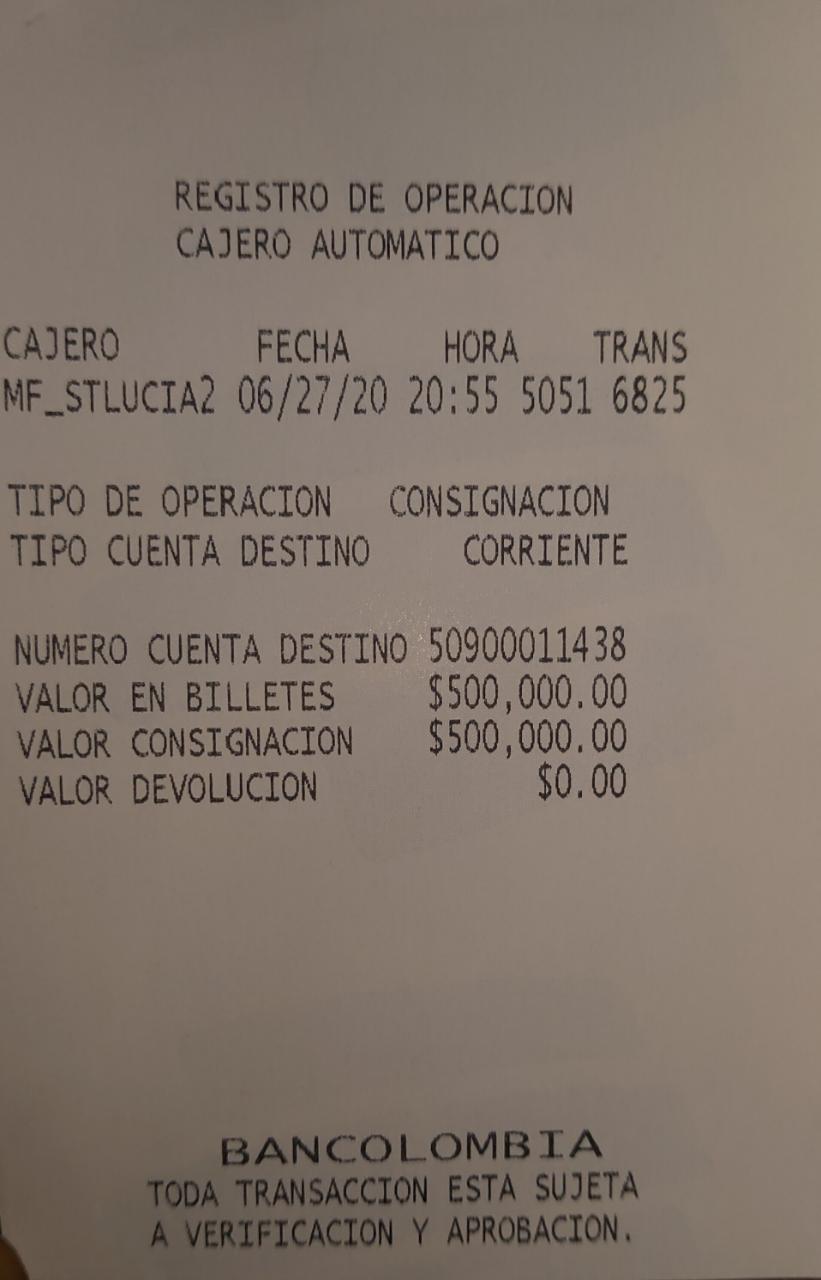 REGISTRO DE OPERACION
CAJERO AUTOMATICO
CAJERO FECHA HORA TRANS
MF_STLUCIA2 06/27/20 20:55 5051 6825
TIPO DE OPERACION CONSIGNACION
TIPO CUENTA DESTINO CORRIENTE
NUMERO CUENTA DESTINO 50900011438
VALOR EN BILLETES $500,000.00
VALOR CONSIGNACION $500,000.00
VALOR DEVOLUCION $0.00
BANCOLOMBIA
TODA TRANSACCION ESTA SUJETA
A VERIFICACION Y APROBACION.